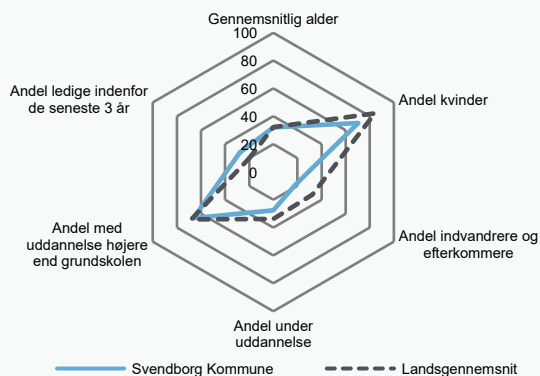 Gennemsnitlig alder
100
80
60
40
20
0
Andel kvinder
Andel indvandrere og
efterkommere
Andel under
uddannelse
Andel med
uddannelse højere
end grundskolen
Andel ledige indenfor
de seneste 3 år
Svendborg Kommune
Landsgennemsnit